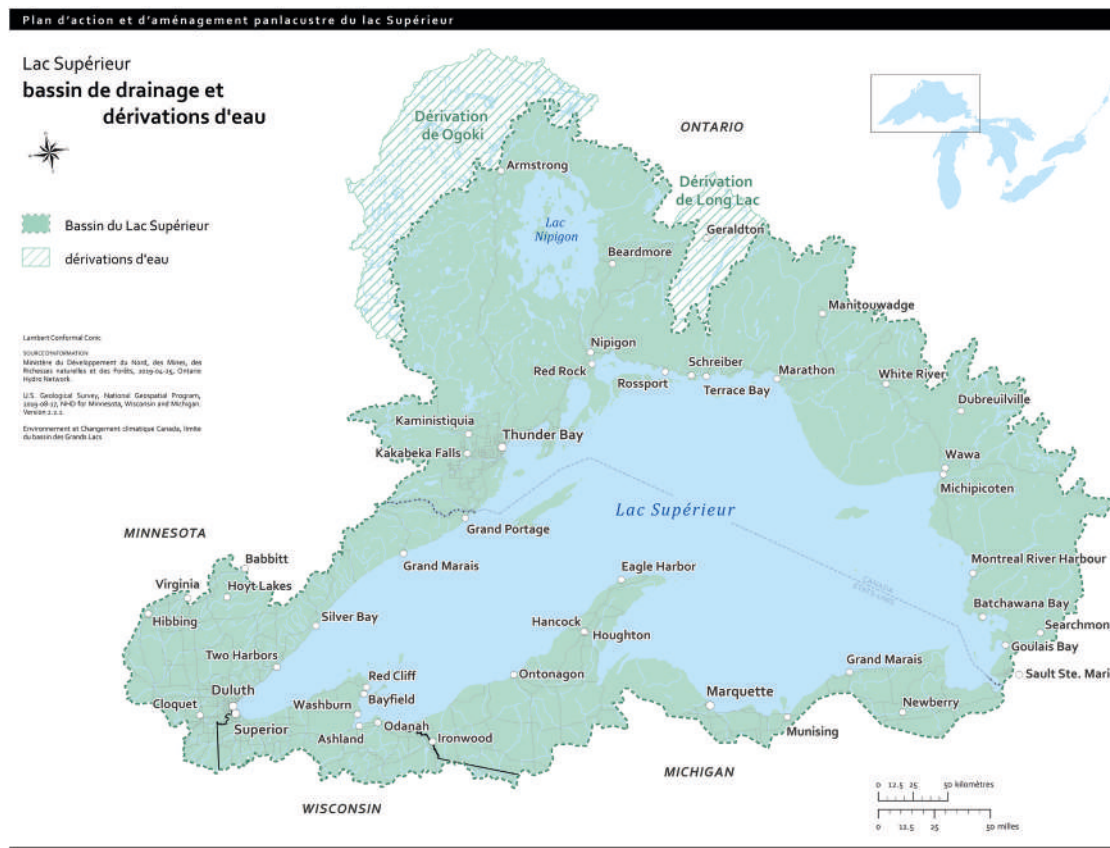 Plan d'action et d'aménagement panlacustre du lac Supérieur
Lac Supérieur
bassin de drainage et
dérivations d'eau
Bassin du Lac Supérieur
dérivations d'eau
Lambert Conformal Conic
SOURCE D'INFORMATION
Ministère du Développement du Nord, des Mines, des
Richesses naturelles et des Forêts, 2019-04-25, Ontario
Hydro Network.
U.S. Geological Survey, National Geospatial Program,
2019-08-27, NHD for Minnesota, Wisconsin and Michigan.
Version 2.2.1.
Environnement et Changement climatique Canada, limite
du bassin des Grands Lacs
Dérivation
de Ogoki
ONTARIO
Armstrong
Dérivation
de Long Lac
Lac
Nipigon
Geraldton
Beardmore
Manitouwadge
Nipigon
Red Rock
Rossport
Schreiber
Terrace Bay
Marathon
White River
Dubreuilville
Kaministiquia
Thunder Bay
Kakabeka Falls
Wawa
Michipicoten
Lac Supérieur
Grand Portage
MINNESOTA
Grand Marais
Eagle Harbor
Montreal River Harbour
CANADA
Babbitt
Virginia
Hoyt Lakes
Hibbing
Silver Bay
Hancock
Houghton
Batchawana Bay
Searchmon
Goulais Bay
Two Harbors
Red Cliff
Ontonagon
Grand Marais
Sault Ste. Mari
Duluth
Cloquet
Superior
Washburn
Bayfield
Ashland
Odanah
Ironwood
Marquette
Munising
Newberry
MICHIGAN
WISCONSIN
0 12.5 25 50 kilomètres
0 12.5 25 50 milles